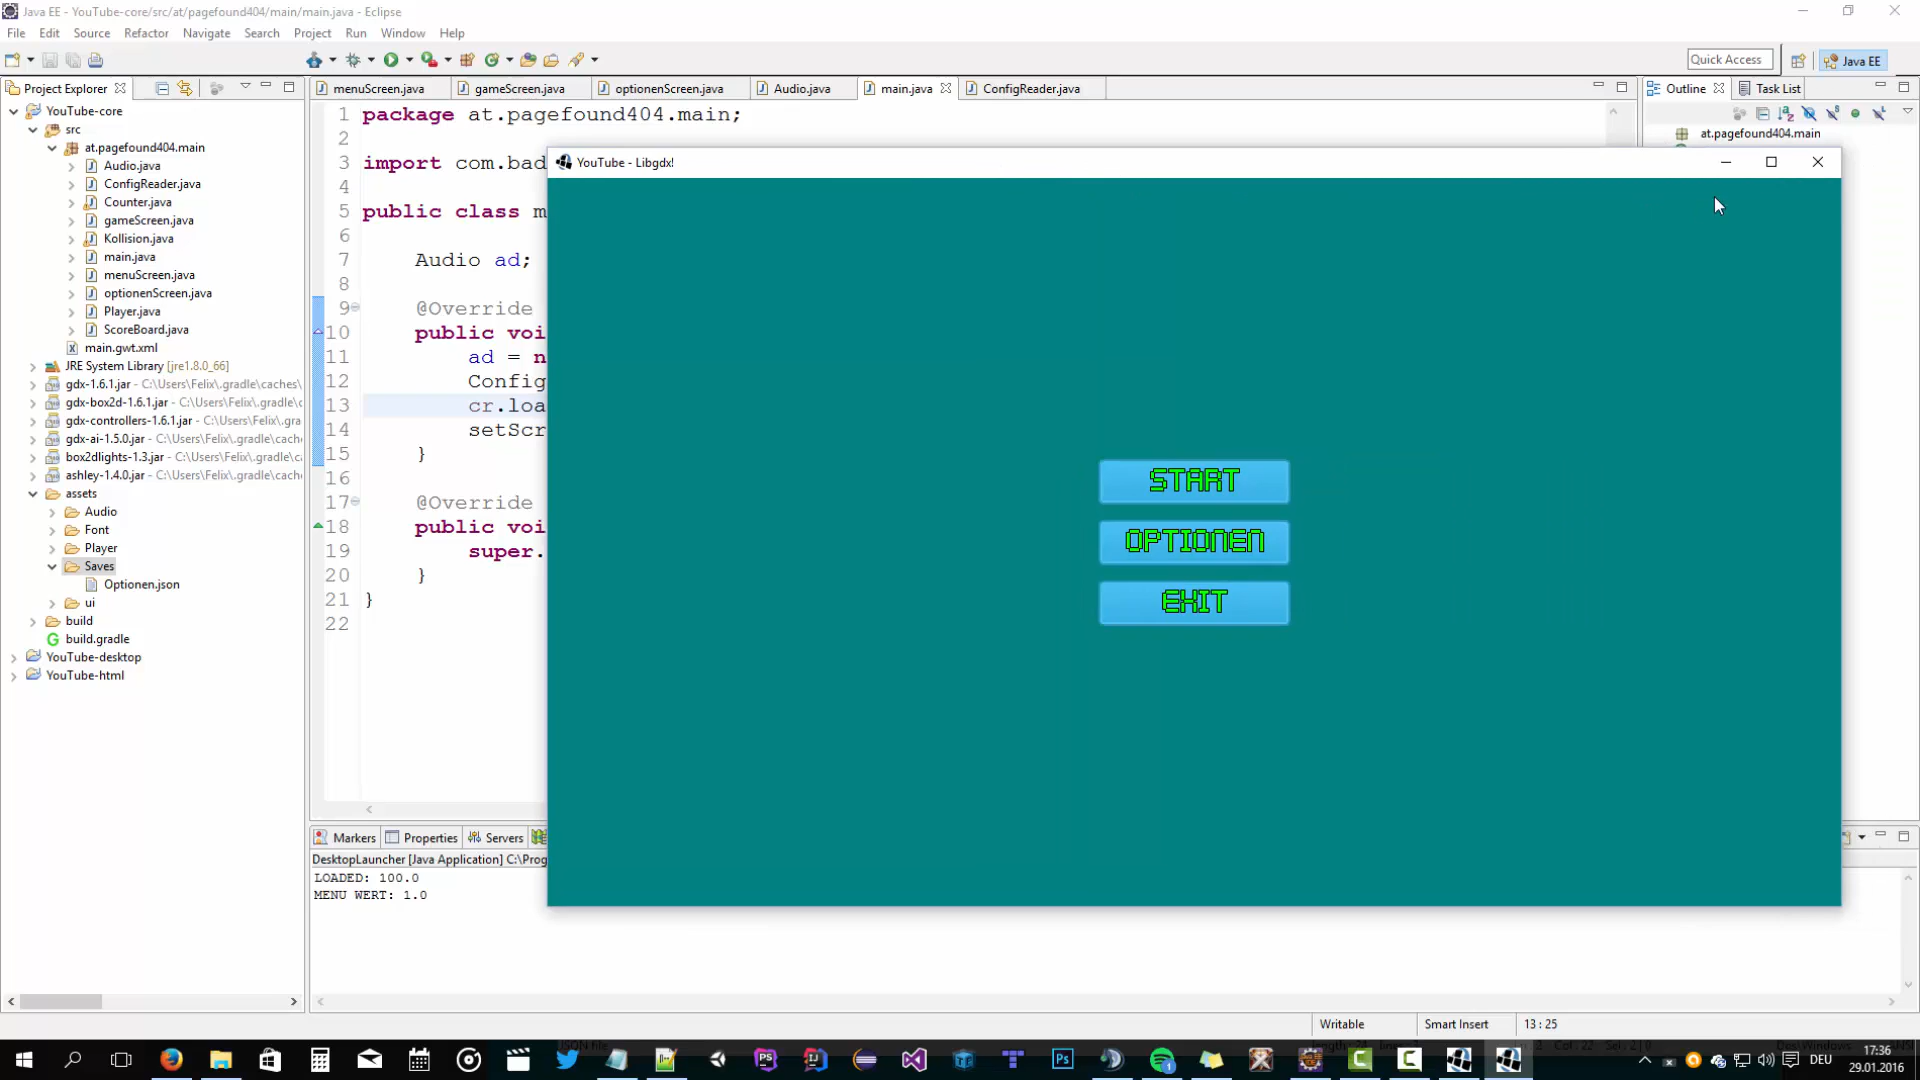 Java EE - YouTube-core/src/at/pagefound404/main/main.java - Eclipse
File Edit Source Refactor Navigate Search Project Run Window Help
Quick Access
Java EE
Project Explorer
menuScreen.java
gameScreen.java
optionenScreen.java
Audio.java
main.java
ConfigReader.java
Outline
Task List
at.pagefound404.main
YouTube-core
src
at.pagefound404.main
Audio.java
ConfigReader.java
Counter.java
gameScreen.java
Kollision.java
main.java
menuScreen.java
optionenScreen.java
Player.java
ScoreBoard.java
main.gwt.xml
JRE System Library [jre1.8.0_66]
gdx-1.6.1.jar - C:\Users\Felix\.gradle\caches\
gdx-box2d-1.6.1.jar - C:\Users\Felix\.gradle\c
gdx-controllers-1.6.1.jar - C:\Users\Felix\.gra
gdx-ai-1.5.0.jar - C:\Users\Felix\.gradle\cache
box2dlights-1.3.jar - C:\Users\Felix\.gradle\ca
ashley-1.4.0.jar - C:\Users\Felix\.gradle\cache
assets
Audio
Font
Player
Saves
Optionen.json
ui
build
build.gradle
YouTube-desktop
YouTube-html
1 package at.pagefound404.main;
2
3 import com.bad
4
5 public class m
6
7 Audio ad;
8
9 @Override
10 public voi
11 ad = n
12 Config
13 cr.loa
14 setScr
15 }
16
17 @Override
18 public voi
19 super.
20 }
21 }
22
YouTube - Libgdx!
START
OPTIONEN
EXIT
Markers
Properties
Servers
DesktopLauncher [Java Application] C:\Prog
LOADED: 100.0
MENU WERT: 1.0
Writable
Smart Insert
13 : 25
DEU
17:36
29.01.2016